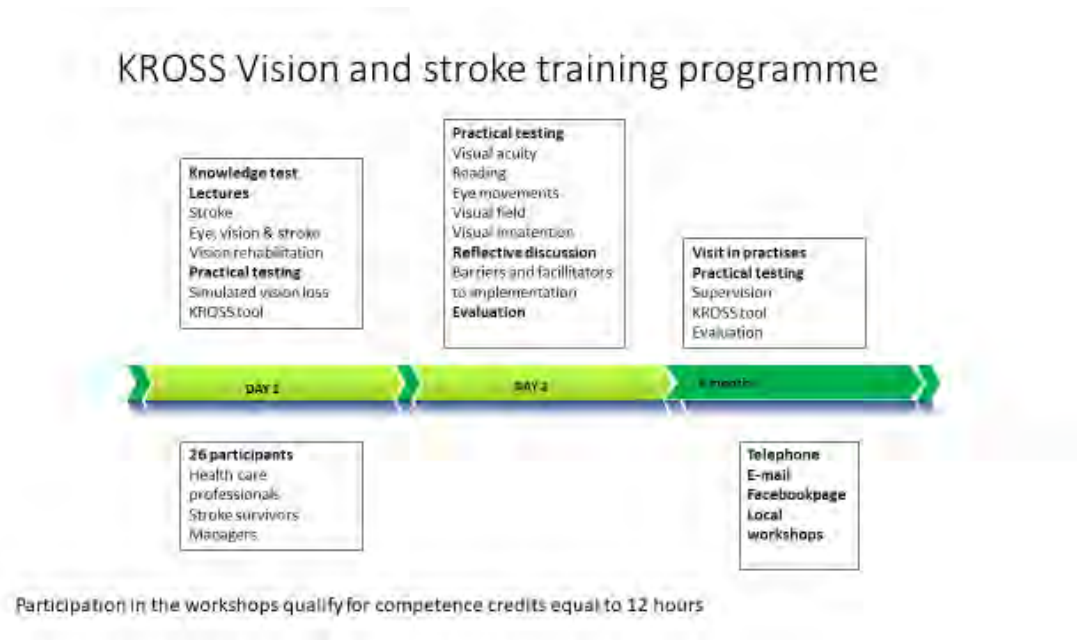 KROSS Vision and stroke training programme
Knowledge test
Lectures
Stroke
Eye, vision & stroke
Vision rehabilitation
Practical testing
Simulated vision loss
KROSS tool
Practical testing
Visual acuity
Reading
Eye movements
Visual field
Visual innatention
Reflective discussion
Barriers and facillitators
to implementation
Evaluation
Visit in practises
Practical testing
Supervision
KROSS tool
Evaluation
DAY 1
DAY 2
26 participants
Health care
professionals
Stroke survivors
Managers
Telephone
E-mail
Facebookpage
Local
workshops
Participation in the workshops qualify for competence credits equal to 12 hours